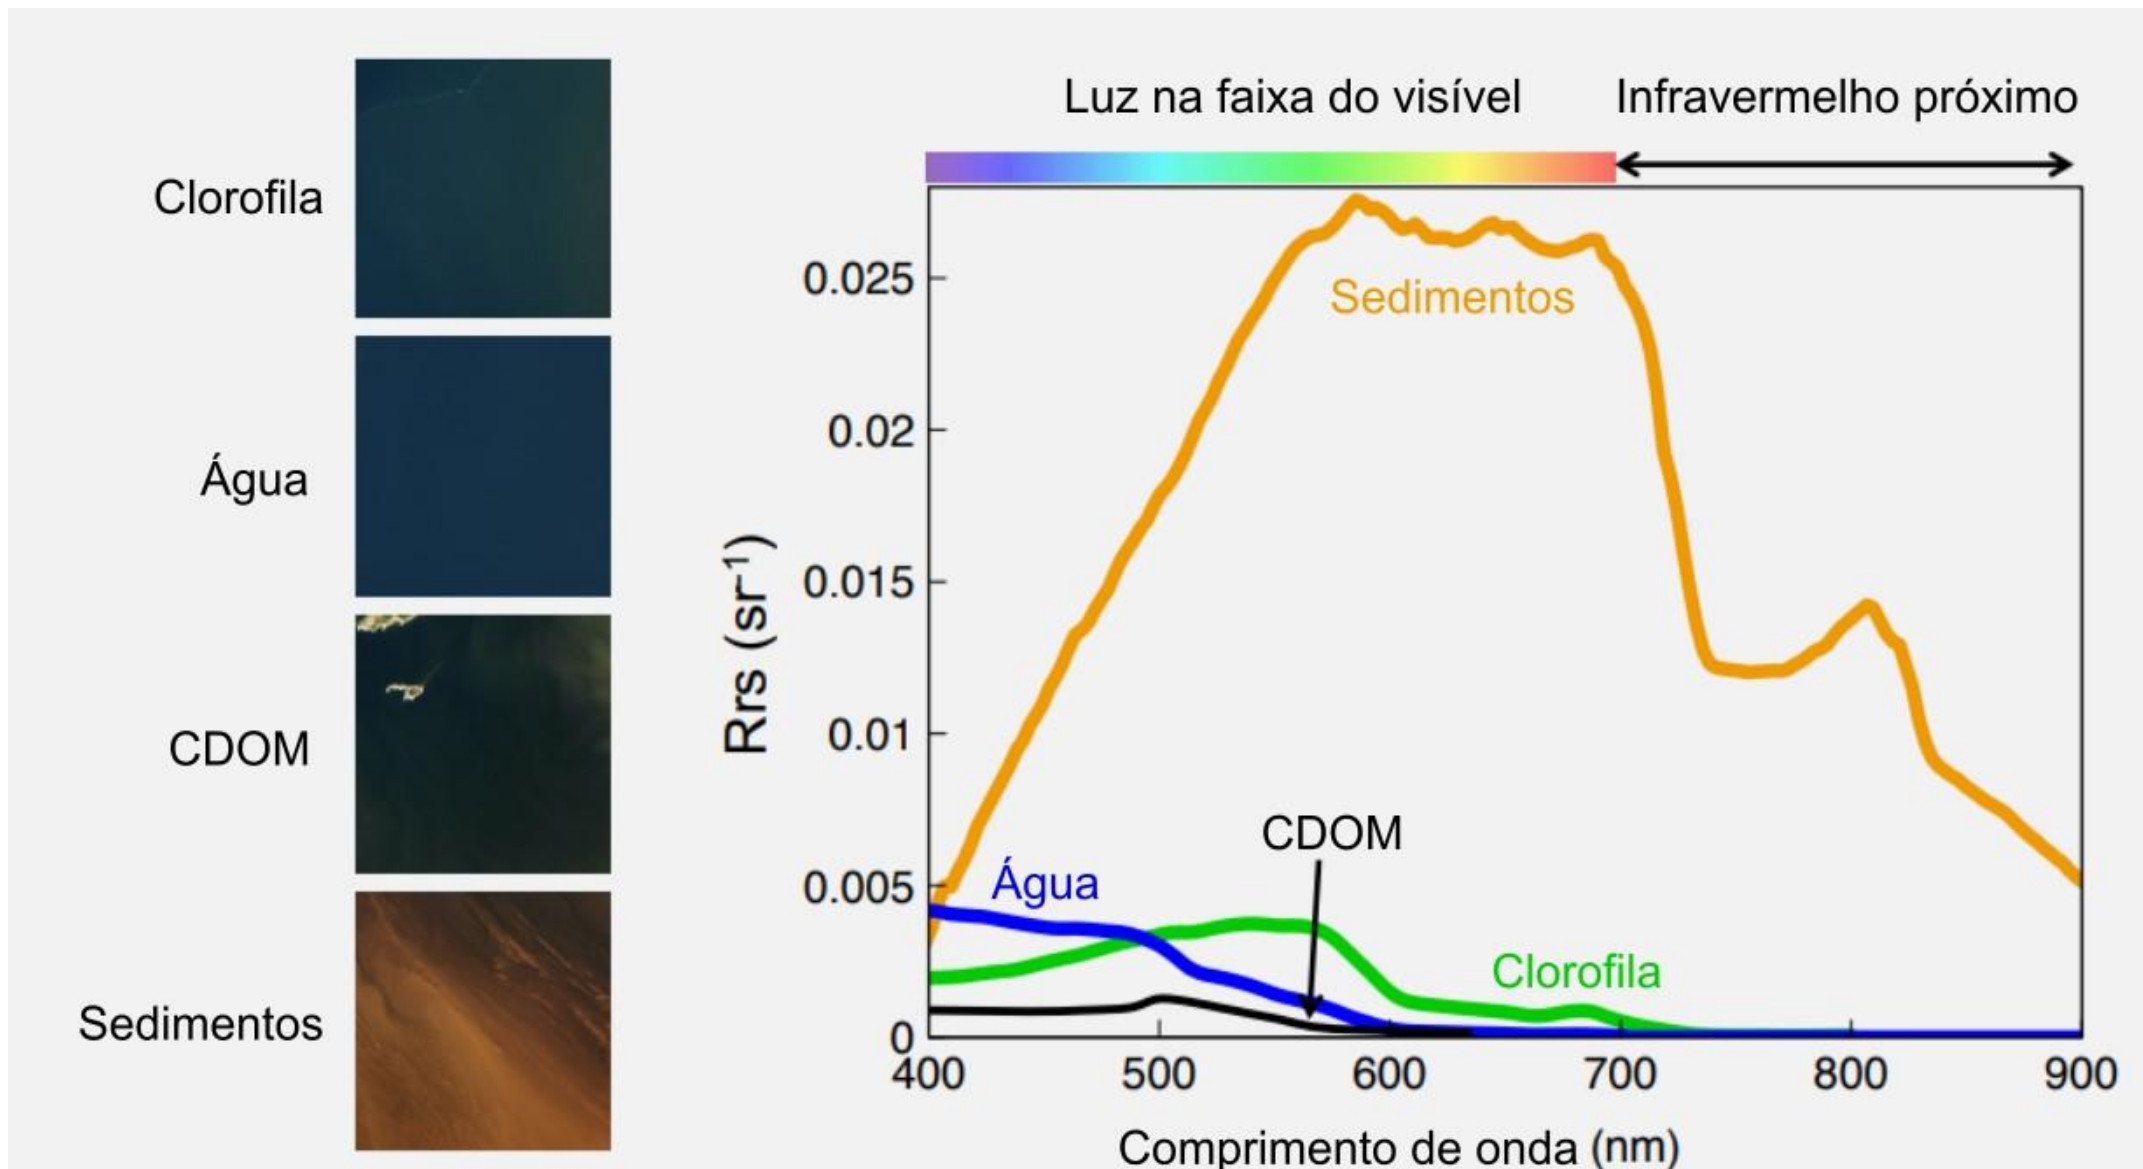 Clorofila
Água
CDOM
Sedimentos
Luz na faixa do visível
Infravermelho próximo
Rrs (sr⁻¹)
0.025
0.02
0.015
0.01
0.005
0
Sedimentos
CDOM
Água
Clorofila
400 500 600 700 800 900
Comprimento de onda (nm)